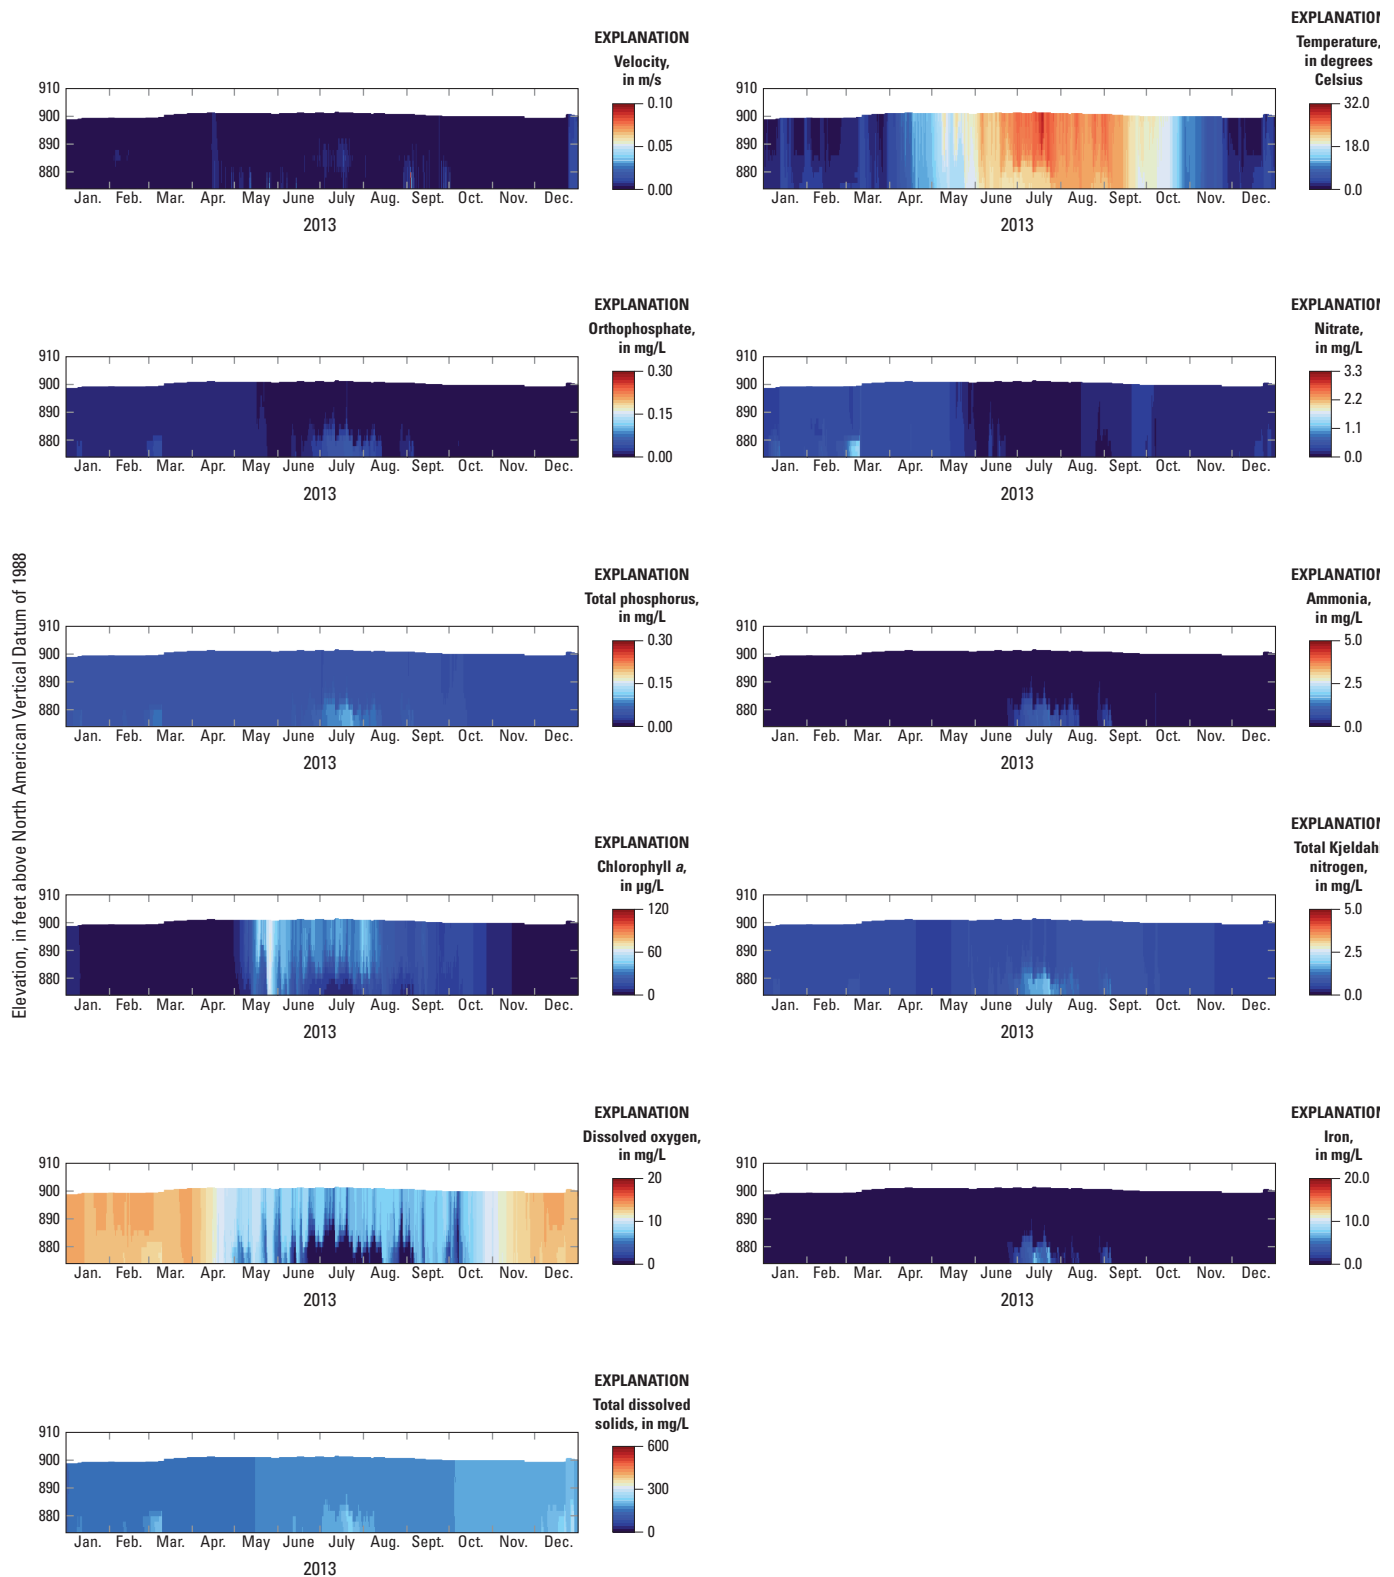 Elevation, in feet above North American Vertical Datum of 1988
EXPLANATION
Velocity,
in m/s
0.10
0.05
0.00
910
900
890
880
Jan. Feb. Mar. Apr. May June July Aug. Sept. Oct. Nov. Dec.
2013
EXPLANATION
Temperature,
in degrees
Celsius
32.0
18.0
0.0
Jan. Feb. Mar. Apr. May June July Aug. Sept. Oct. Nov. Dec.
910
900
890
880
2013
EXPLANATION
Orthophosphate,
in mg/L
0.30
0.15
0.00
910
900
890
880
Jan. Feb. Mar. Apr. May June July Aug. Sept. Oct. Nov. Dec.
2013
EXPLANATION
Nitrate,
in mg/L
3.3
2.2
1.1
0.0
910
900
890
880
Jan. Feb. Mar. Apr. May June July Aug. Sept. Oct. Nov. Dec.
2013
EXPLANATION
Total phosphorus,
in mg/L
0.30
0.15
0.00
910
900
890
880
Jan. Feb. Mar. Apr. May June July Aug. Sept. Oct. Nov. Dec.
2013
EXPLANATION
Ammonia,
in mg/L
5.0
2.5
0.0
910
900
890
880
Jan. Feb. Mar. Apr. May June July Aug. Sept. Oct. Nov. Dec.
2013
EXPLANATION
Chlorophyll a,
in µg/L
120
60
0
910
900
890
880
Jan. Feb. Mar. Apr. May June July Aug. Sept. Oct. Nov. Dec.
2013
EXPLANATION
Total Kjeldahl
nitrogen,
in mg/L
5.0
2.5
0.0
910
900
890
880
Jan. Feb. Mar. Apr. May June July Aug. Sept. Oct. Nov. Dec.
2013
EXPLANATION
Dissolved oxygen,
in mg/L
20
10
0
910
900
890
880
Jan. Feb. Mar. Apr. May June July Aug. Sept. Oct. Nov. Dec.
2013
EXPLANATION
Iron,
in mg/L
20.0
10.0
0.0
910
900
890
880
Jan. Feb. Mar. Apr. May June July Aug. Sept. Oct. Nov. Dec.
2013
EXPLANATION
Total dissolved
solids, in mg/L
600
300
0
910
900
890
880
Jan. Feb. Mar. Apr. May June July Aug. Sept. Oct. Nov. Dec.
2013